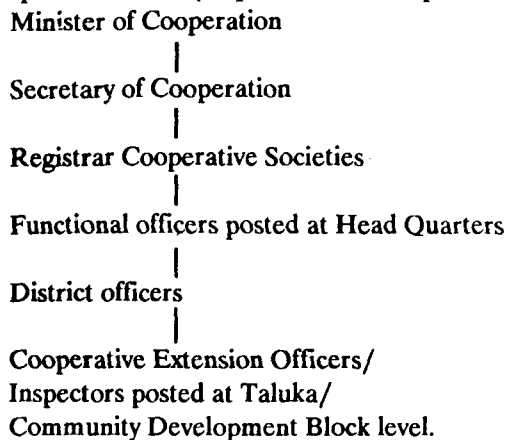 Minister of Cooperation
Secretary of Cooperation
Registrar Cooperative Societies
Functional officers posted at Head Quarters
District officers
Cooperative Extension Officers/
Inspectors posted at Taluka/
Community Development Block level.